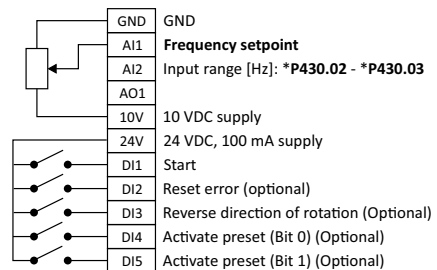 GND GND
AI1 Frequency setpoint
AI2 Input range [Hz]: *P430.02 - *P430.03
AO1
10V 10 VDC supply
24V 24 VDC, 100 mA supply
DI1 Start
DI2 Reset error (optional)
DI3 Reverse direction of rotation (Optional)
DI4 Activate preset (Bit 0) (Optional)
DI5 Activate preset (Bit 1) (Optional)